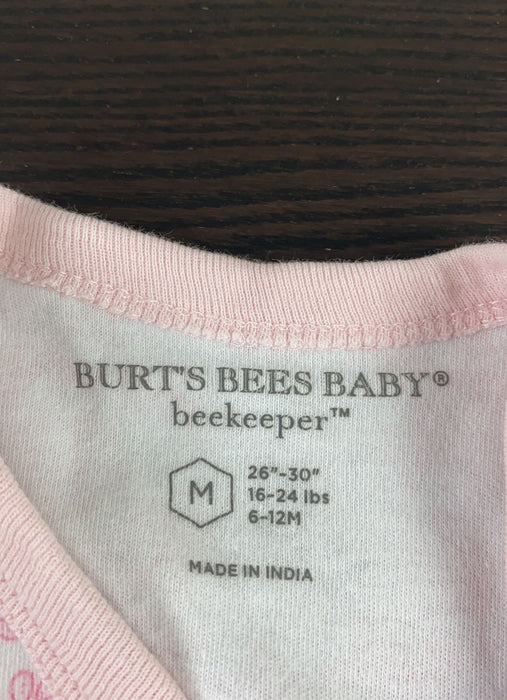 BURT'S BEES BABY®
beekeeper™
M
26"-30"
16-24 lbs
6-12M
MADE IN INDIA